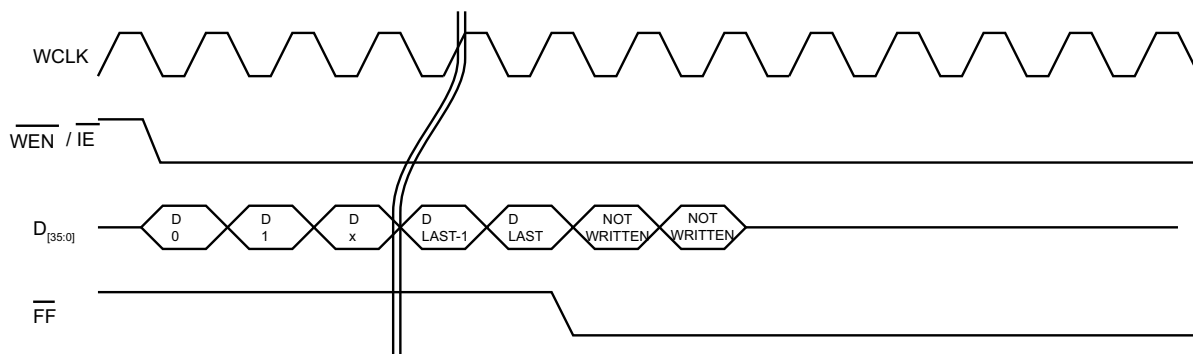 WCLK
WEN / IE
D[35:0]
D
0
D
1
D
x
D
LAST-1
D
LAST
NOT
WRITTEN
NOT
WRITTEN
FF